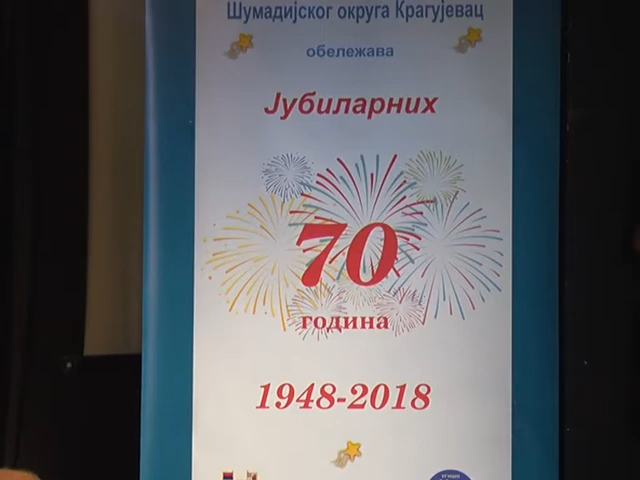 Шумадијског округа Крагујевац
обележава
Јубиларних
70
година
1948-2018